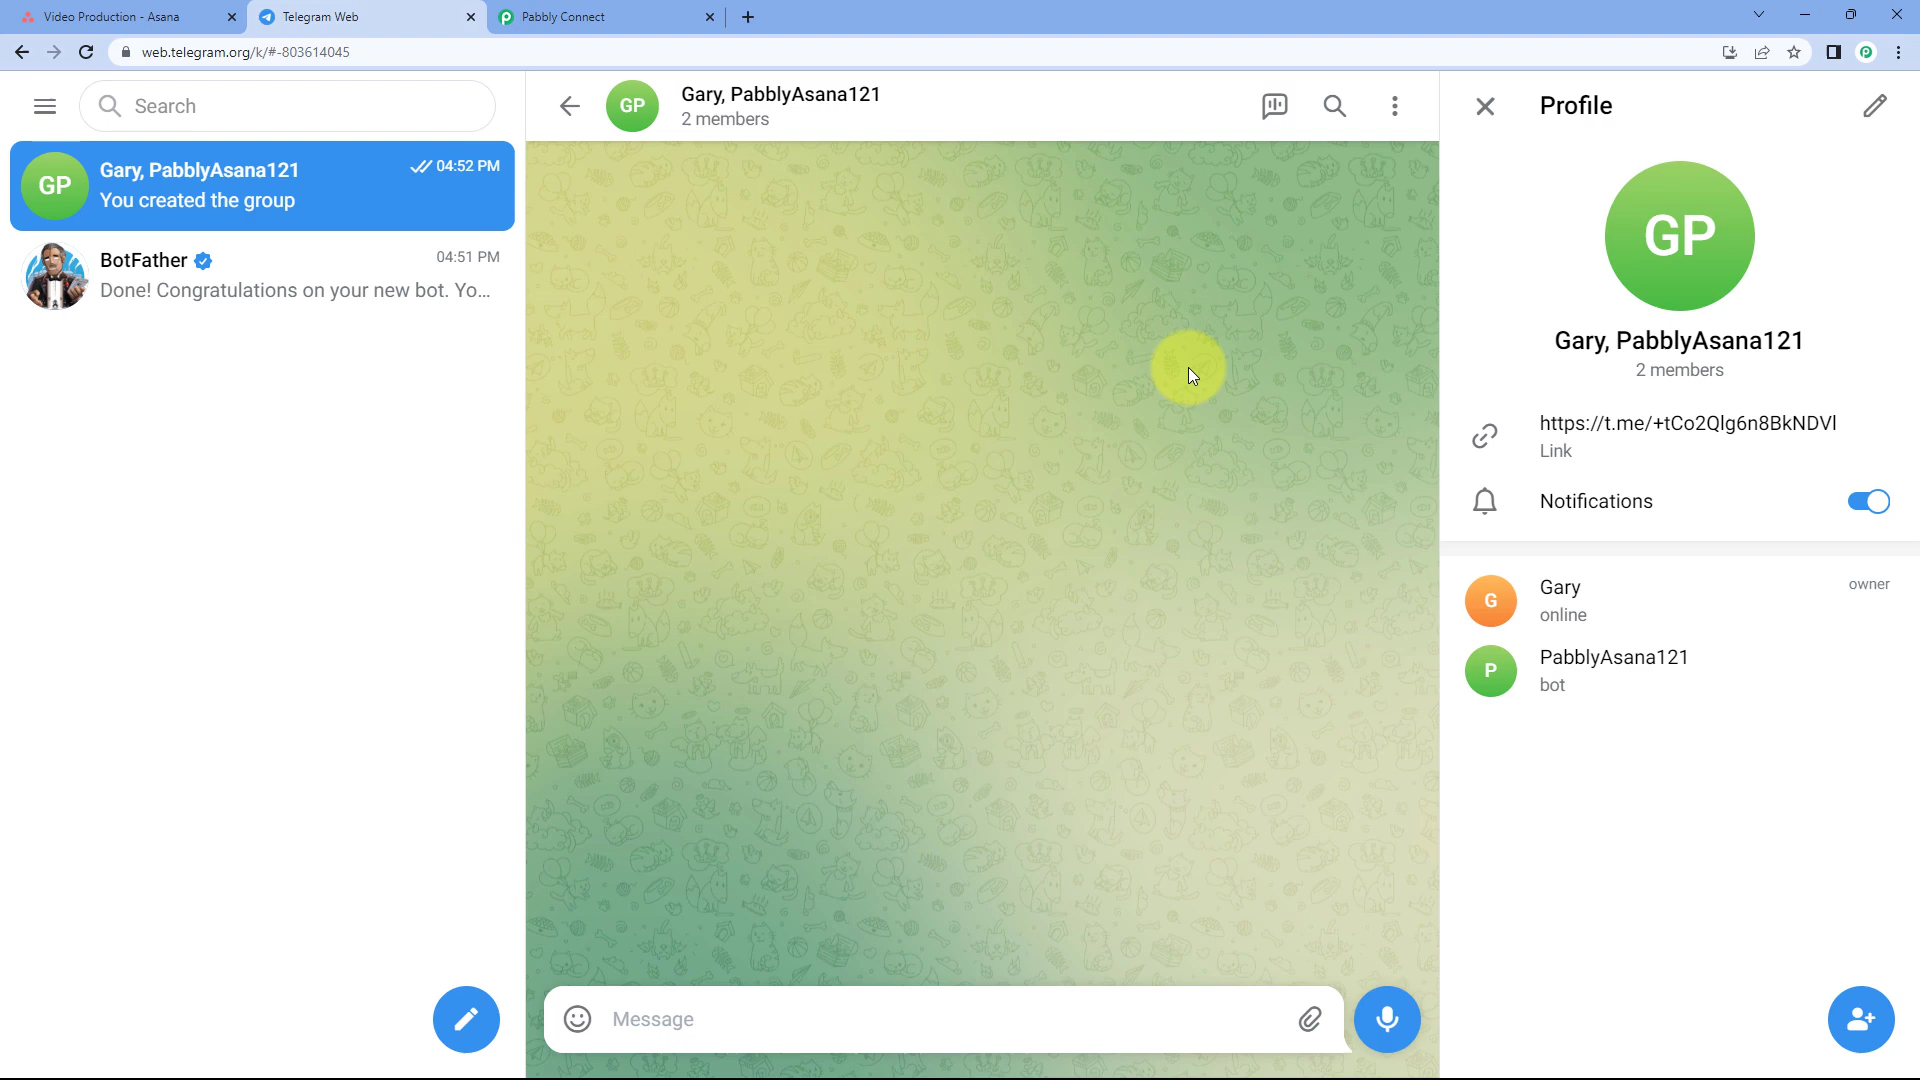 Video Production - Asana
Telegram Web
Pabbly Connect
web.telegram.org/k/#-803614045
Search
GP
Gary, PabblyAsana121
04:52 PM
You created the group
BotFather
04:51 PM
Done! Congratulations on your new bot. Yo...
GP
Gary, PabblyAsana121
2 members
Message
Profile
GP
Gary, PabblyAsana121
2 members
https://t.me/+tCo2Qlg6n8BkNDVl
Link
Notifications
G
Gary
owner
online
P
PabblyAsana121
bot